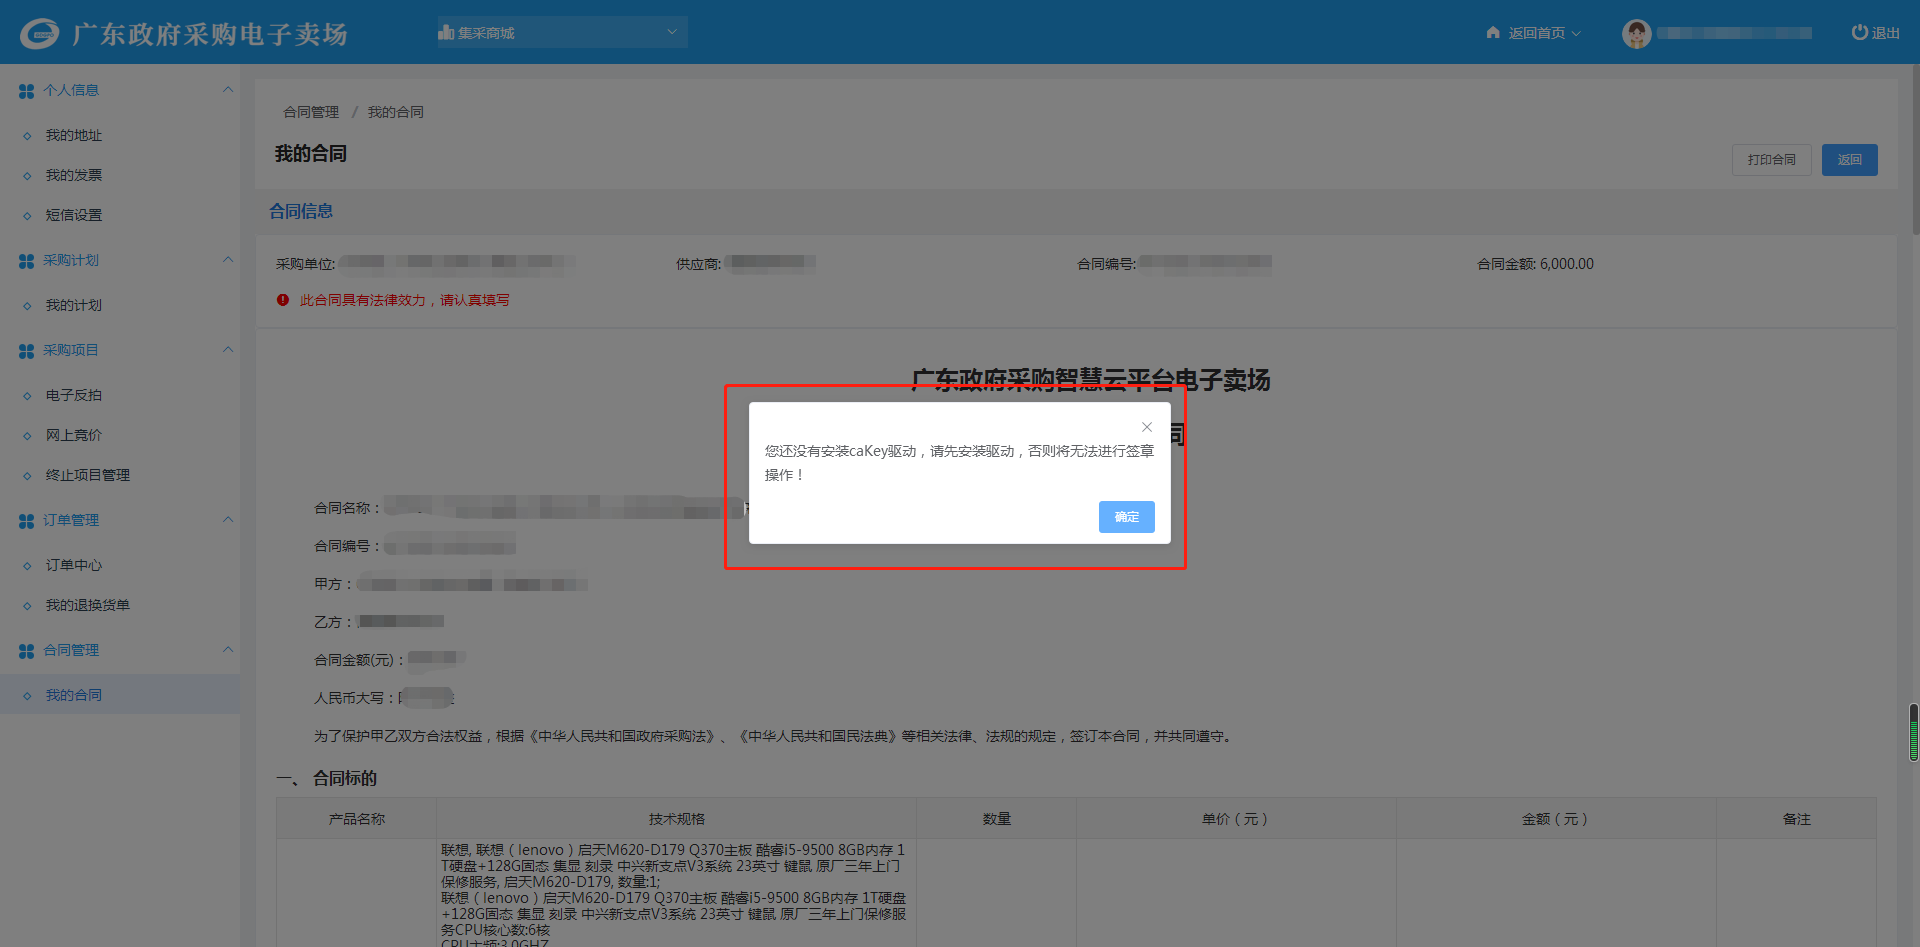 广东政府采购电子卖场
集采商城
返回首页
退出
个人信息
我的地址
我的发票
短信设置
采购计划
我的计划
采购项目
电子反拍
网上竞价
终止项目管理
订单管理
订单中心
我的退换货单
合同管理
我的合同
合同管理 / 我的合同
我的合同
打印合同
返回
合同信息
采购单位:
供应商:
合同编号:
合同金额: 6,000.00
此合同具有法律效力，请认真填写
广东政府采购智慧云平台电子卖场
同
您还没有安装caKey驱动，请先安装驱动，否则将无法进行签章
操作！
确定
合同名称：
合同编号：
甲方：
乙方：
合同金额(元)：
人民币大写：
为了保护甲乙双方合法权益，根据《中华人民共和国政府采购法》、《中华人民共和国民法典》等相关法律、法规的规定，签订本合同，并共同遵守。
一、 合同标的
产品名称
技术规格
数量
单价（元）
金额（元）
备注
联想, 联想（lenovo）启天M620-D179 Q370主板 酷睿i5-9500 8GB内存 1
T硬盘+128G固态 集显 刻录 中兴新支点V3系统 23英寸 键鼠 原厂三年上门
保修服务, 启天M620-D179, 数量:1;
联想（lenovo）启天M620-D179 Q370主板 酷睿i5-9500 8GB内存 1T硬盘
+128G固态 集显 刻录 中兴新支点V3系统 23英寸 键鼠 原厂三年上门保修服
务CPU核心数:6核
CPU主频:3.0GHZ